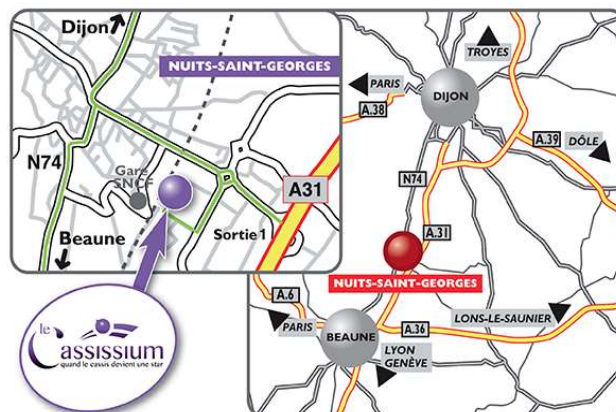 Dijon
NUITS-SAINT-GEORGES
N74
Gare
SNCF
A31
Beaune
Sortie 1
le
Cassissium
quand le cassis devient une star
TROYES
PARIS
A.38
DIJON
A.39
DÔLE
N74
A.31
NUITS-SAINT-GEORGES
A.6
PARIS
LONS-LE-SAUNIER
A.36
BEAUNE
LYON
GENÈVE